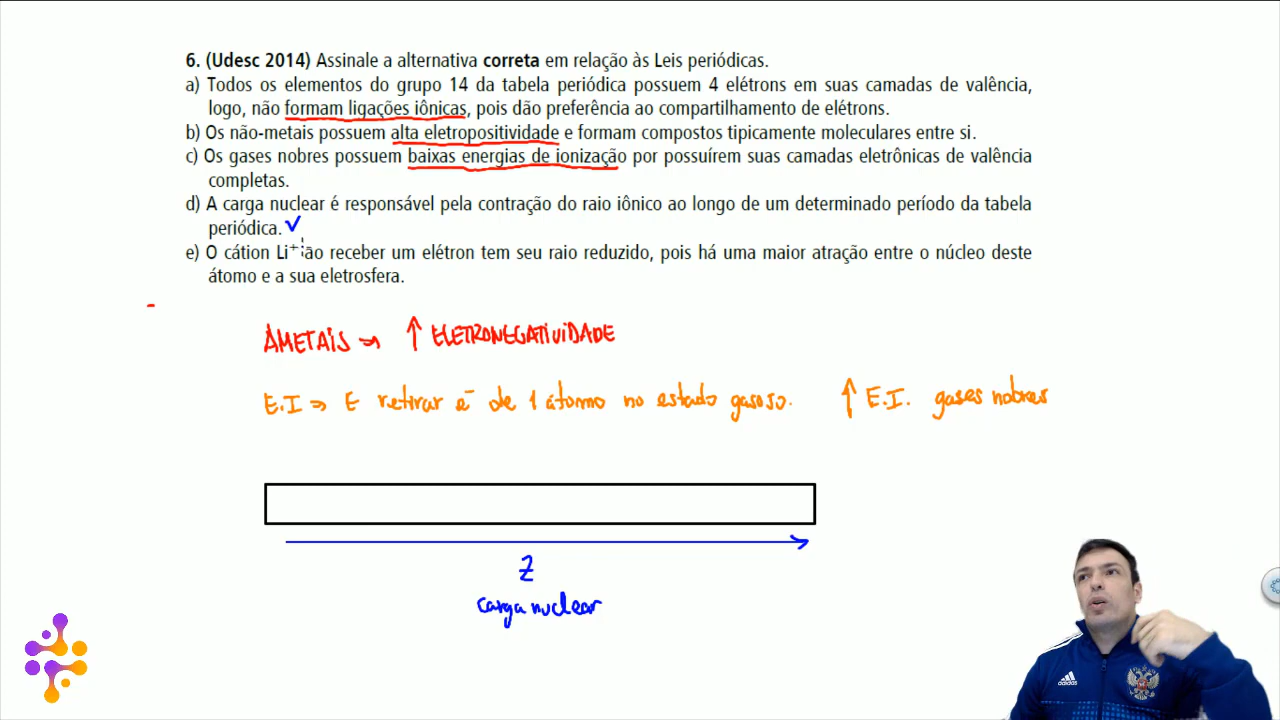 6. (Udesc 2014) Assinale a alternativa correta em relação às Leis periódicas.
a) Todos os elementos do grupo 14 da tabela periódica possuem 4 elétrons em suas camadas de valência,
logo, não formam ligações iônicas, pois dão preferência ao compartilhamento de elétrons.
b) Os não-metais possuem alta eletropositividade e formam compostos tipicamente moleculares entre si.
c) Os gases nobres possuem baixas energias de ionização por possuírem suas camadas eletrônicas de valência
completas.
d) A carga nuclear é responsável pela contração do raio iônico ao longo de um determinado período da tabela
periódica. ✓
e) O cátion Li⁺ ao receber um elétron tem seu raio reduzido, pois há uma maior atração entre o núcleo deste
átomo e a sua eletrosfera.
AMETAIS → ↑ ELETRONEGATIVIDADE
E.I ⇒ E retirar ē de 1 átomo no estado gasoso. ↑ E.I. gases nobres
Z
carga nuclear
adidas